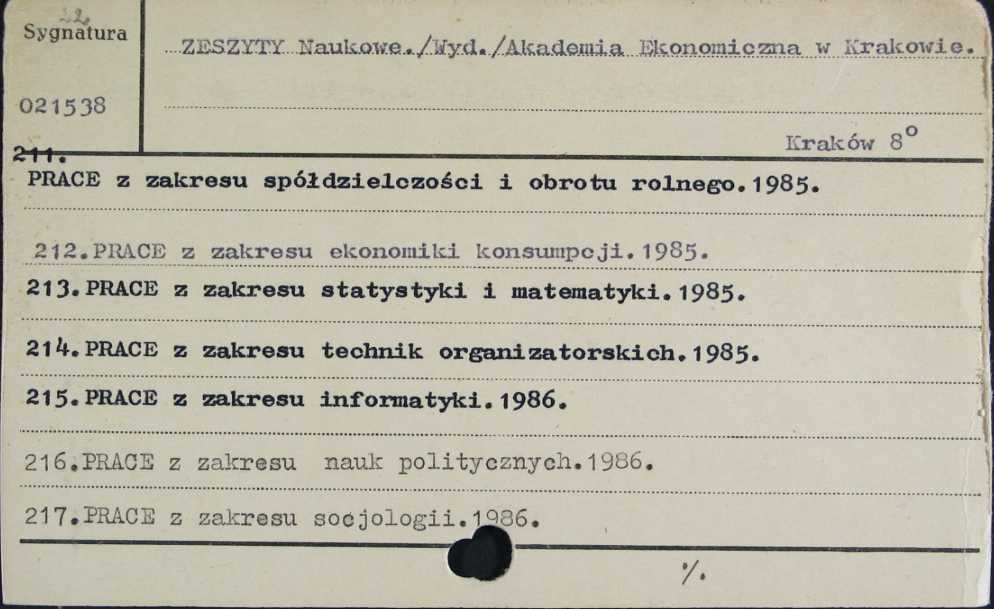 22
Sygnatura
ZESZYTY Naukowe./Wyd./Akademia Ekonomiczna w Krakowie.
021538
Kraków 8°
211.
PRACE z zakresu spółdzielczości i obrotu rolnego.1985.
212.PRACE z zakresu ekonomiki konsumpcji.1985.
213.PRACE z zakresu statystyki i matematyki.1985.
214.PRACE z zakresu technik organizatorskich.1985.
215.PRACE z zakresu informatyki.1986.
216.PRACE z zakresu nauk politycznych.1986.
217.PRACE z zakresu socjologii.1986.
%.